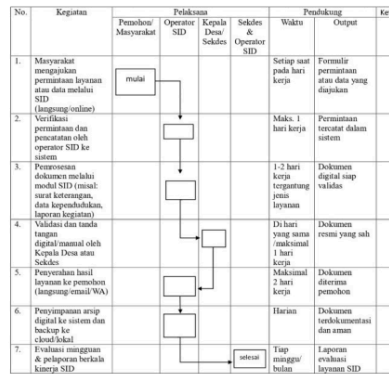 No.
Kegiatan
Pelaksana
Pendukung
Ke
Pemohon/
Masyarakat
Operator
SID
Kepala
Desa/
Sekdes
Sekdes
&
Operator
SID
Waktu
Output
1.
Masyarakat
mengajukan
permintaan layanan
atau data melalui
SID
(langsung/online)
mulai
Setiap saat
pada hari
kerja
Formulir
permintaan
atau data yang
diajukan
2.
Verifikasi
permintaan dan
pencatatan oleh
operator SID ke
sistem
Maks. 1
hari kerja
Permintaan
tercatat dalam
sistem
3.
Pemrosesan
dokumen melalui
modul SID (misal:
surat keterangan,
data kependudukan,
laporan kegiatan)
1-2 hari
kerja
tergantung
jenis
layanan
Dokumen
digital siap
validas
4.
Validasi dan tanda
tangan
digital/manual oleh
Kepala Desa atau
Sekdes
Di hari
yang sama
/maksimal
1 hari
kerja
Dokumen
resmi yang sah
5.
Penyerahan hasil
layanan ke pemohon
(langsung/email/WA)
Maksimal
2 hari
kerja
Dokumen
diterima
pemohon
6.
Penyimpanan arsip
digital ke sistem dan
backup ke
cloud/lokal
Harian
Dokumen
terdokumentasi
dan aman
7.
Evaluasi mingguan
& pelaporan berkala
kinerja SID
selesai
Tiap
minggu/
bulan
Laporan
evaluasi
layanan SID